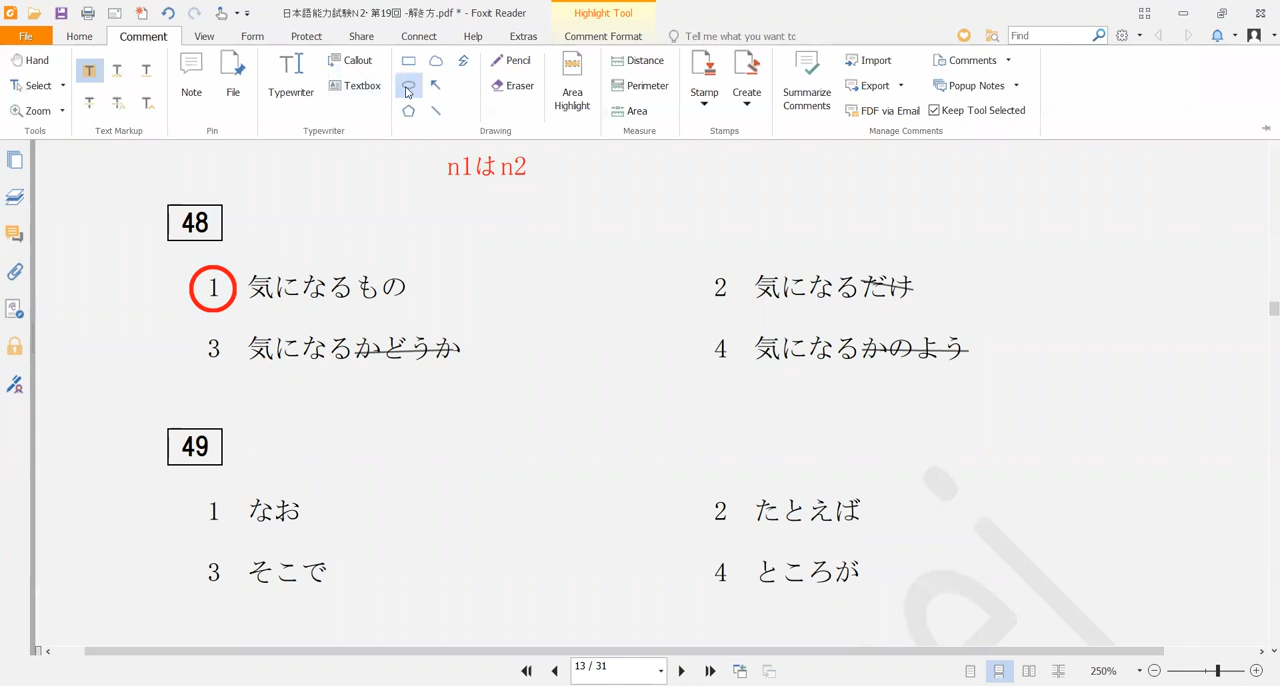 日本語能力試験N2· 第19回 -解き方.pdf * - Foxit Reader
Highlight Tool
File Home Comment View Form Protect Share Connect Help Extras Comment Format Tell me what you want tc Find
Hand
Select
Zoom
Tools
Text Markup
Note
File
Pin
Typewriter
Callout
Textbox
Typewriter
Drawing
Pencil
Eraser
Area Highlight
Distance
Perimeter
Area
Measure
Stamp
Create
Stamps
Summarize Comments
Import
Export
FDF via Email
Comments
Popup Notes
Keep Tool Selected
Manage Comments
n1はn2
48
1 気になるもの 2 気になるだけ
3 気になるかどうか 4 気になるかのよう
49
1 なお 2 たとえば
3 そこで 4 ところが
13 / 31
250%